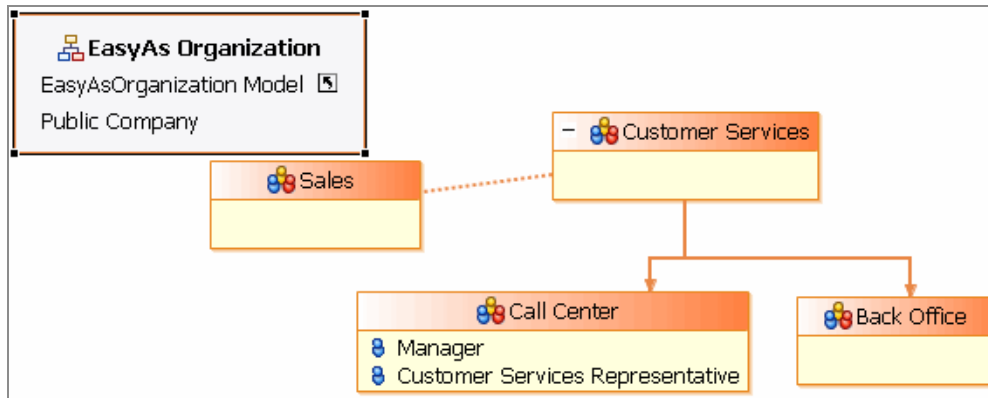 EasyAs Organization
EasyAsOrganization Model
Public Company
Customer Services
Sales
Call Center
Manager
Customer Services Representative
Back Office